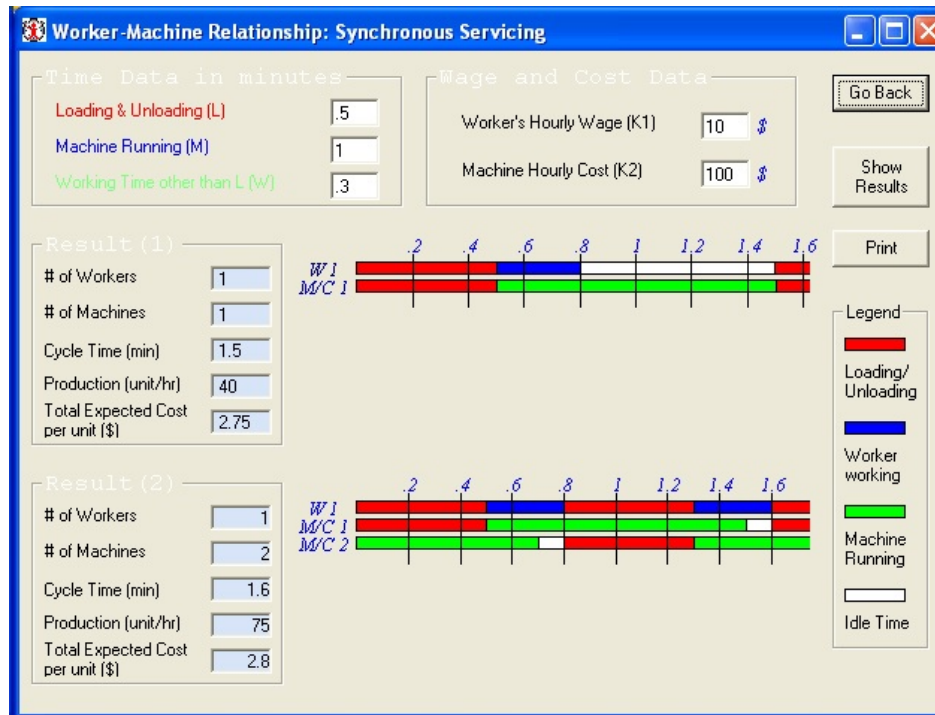 Worker-Machine Relationship: Synchronous Servicing
Time Data in minutes
Loading & Unloading (L) .5
Machine Running (M) 1
Working Time other than L (W) .3
Wage and Cost Data
Worker's Hourly Wage (K1) 10 $
Machine Hourly Cost (K2) 100 $
Go Back
Show
Results
Print
Result(1)
# of Workers 1
# of Machines 1
Cycle Time (min) 1.5
Production (unit/hr) 40
Total Expected Cost
per unit ($) 2.75
.2 .4 .6 .8 1 1.2 1.4 1.6
W 1
M/C 1
Legend
Loading/
Unloading
Worker
working
Machine
Running
Idle Time
Result(2)
# of Workers 1
# of Machines 2
Cycle Time (min) 1.6
Production (unit/hr) 75
Total Expected Cost
per unit ($) 2.8
.2 .4 .6 .8 1 1.2 1.4 1.6
W 1
M/C 1
M/C 2